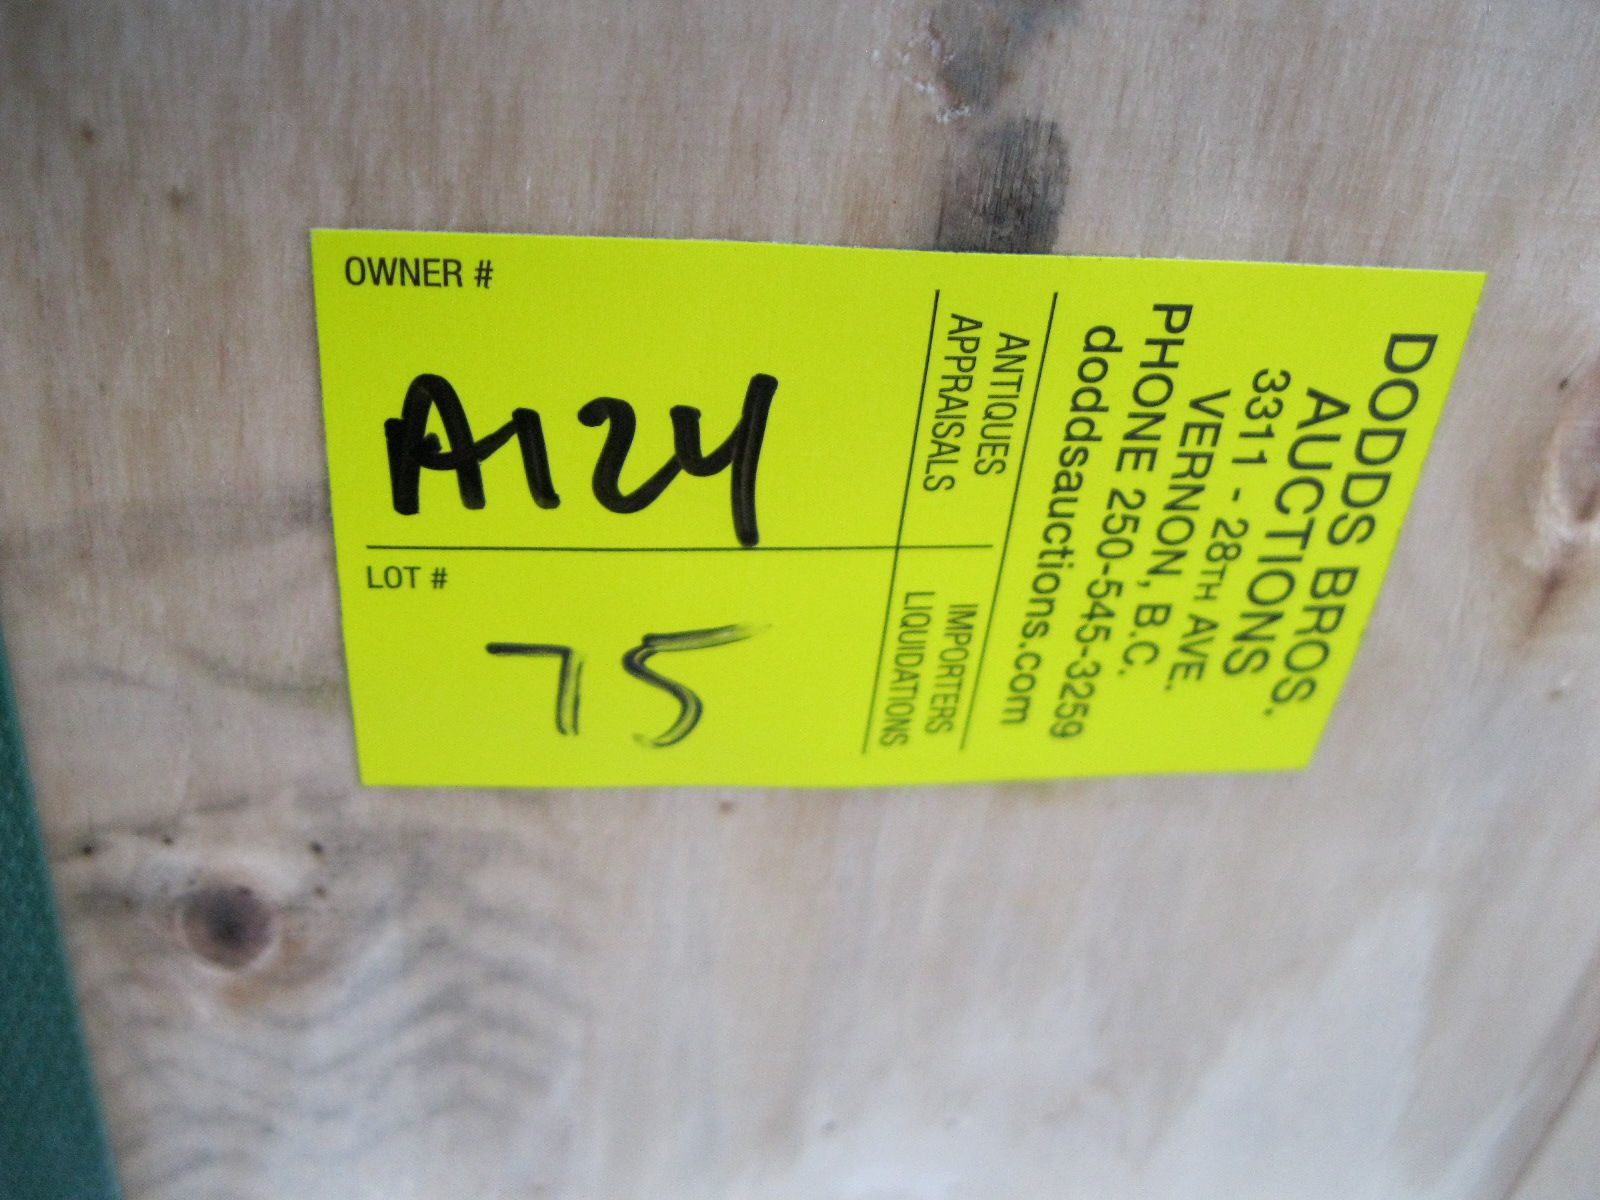 DODDS BROS.
AUCTIONS
3311 - 28TH AVE.
VERNON, B.C.
PHONE 250-545-3259
doddsauctions.com
ANTIQUES
APPRAISALS
IMPORTERS
LIQUIDATIONS
OWNER #
A124
LOT #
75